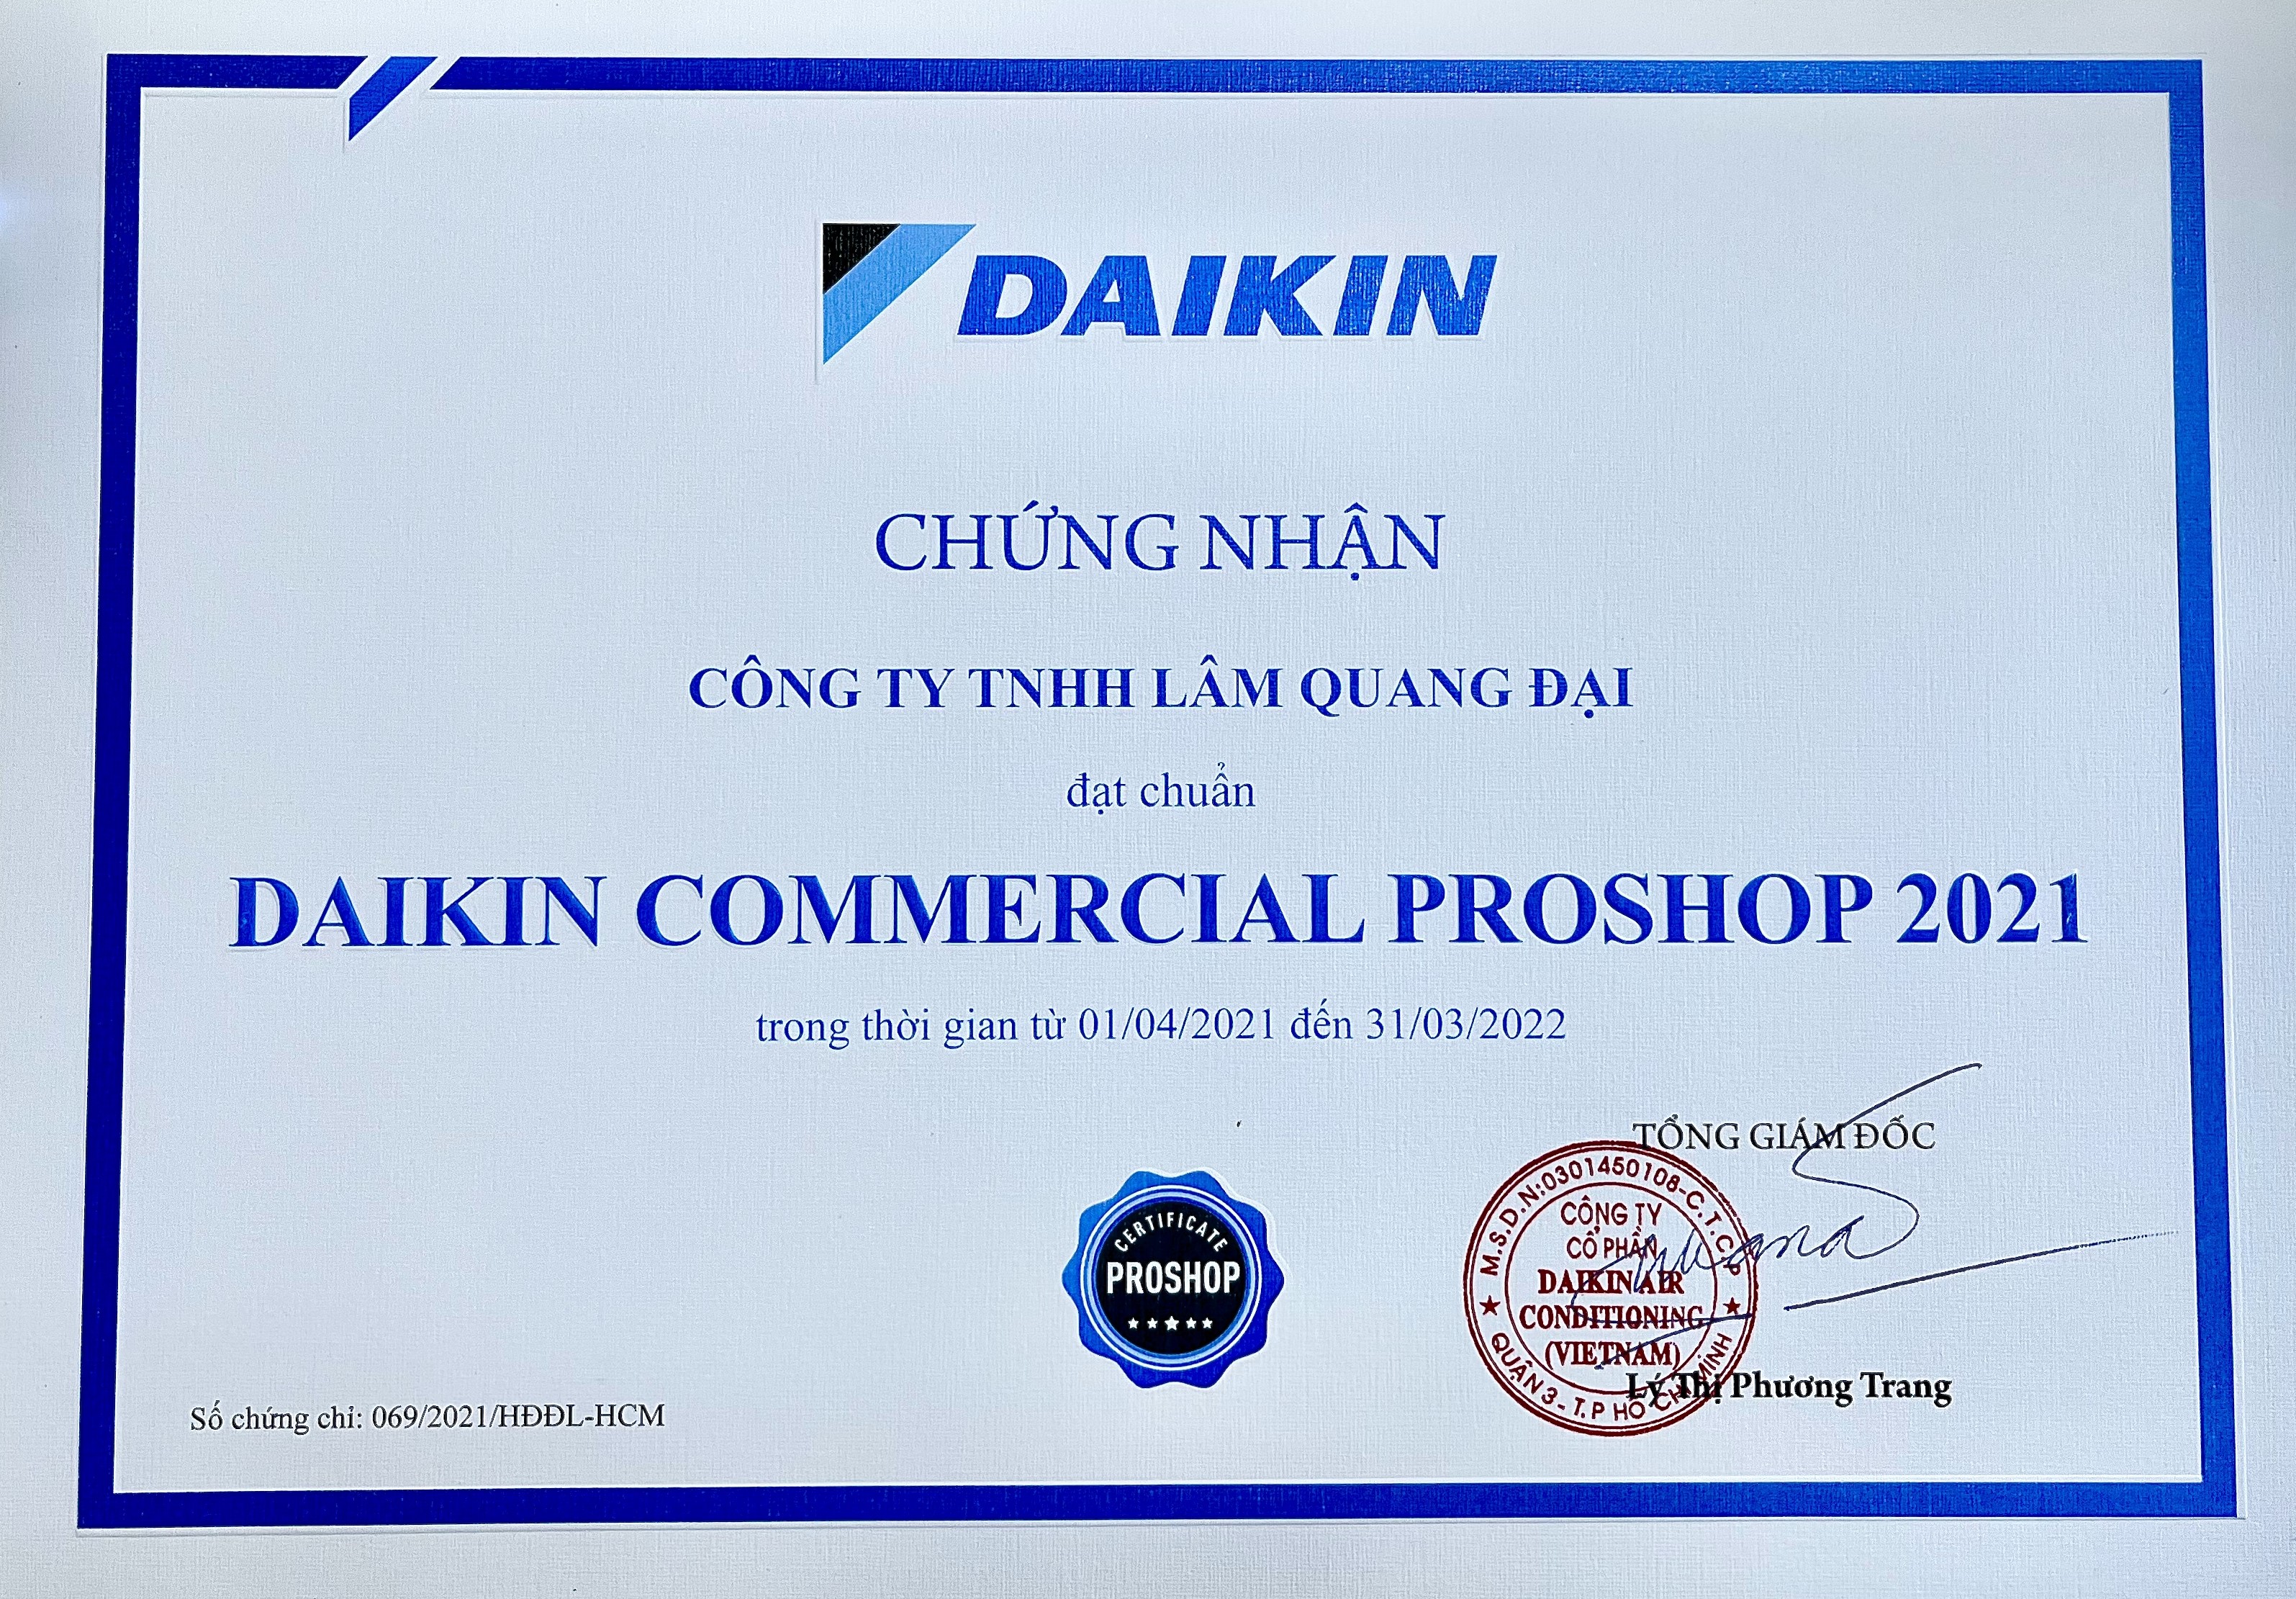 DAIKIN
CHỨNG NHẬN
CÔNG TY TNHH LÂM QUANG ĐẠI
đạt chuẩn
DAIKIN COMMERCIAL PROSHOP 2021
trong thời gian từ 01/04/2021 đến 31/03/2022
TỔNG GIÁM ĐỐC
M.S.D.N:0301450108-C.T.C.P
CÔNG TY
CỔ PHẦN
DAIKIN AIR
CONDITIONING
(VIETNAM)
QUẬN 3 - T.P HỒ CHÍ MINH
CERTIFICATE
PROSHOP
Lý Thị Phương Trang
Số chứng chỉ: 069/2021/HĐĐL-HCM